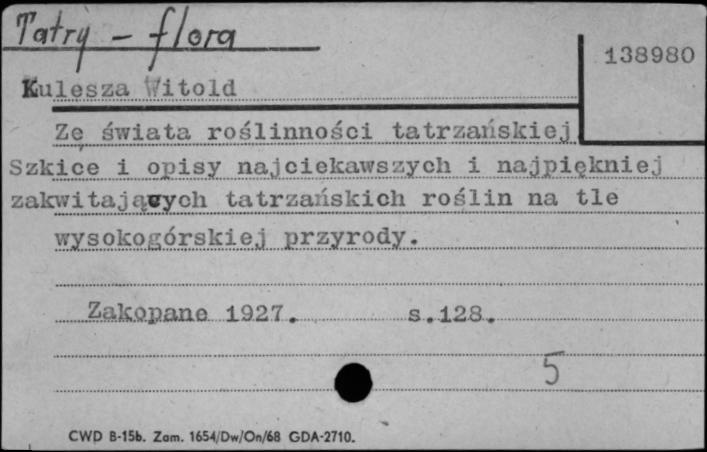 Tatry - flora
138980
Kulesza Witold
Ze świata roślinności tatrzańskiej
Szkice i opisy najciekawszych i najpiękniej
zakwitających tatrzańskich roślin na tle
wysokogórskiej przyrody.
Zakopane 1927. s.128.
5
CWD B-15b. Zam. 1654/Dw/On/68 GDA-2710.